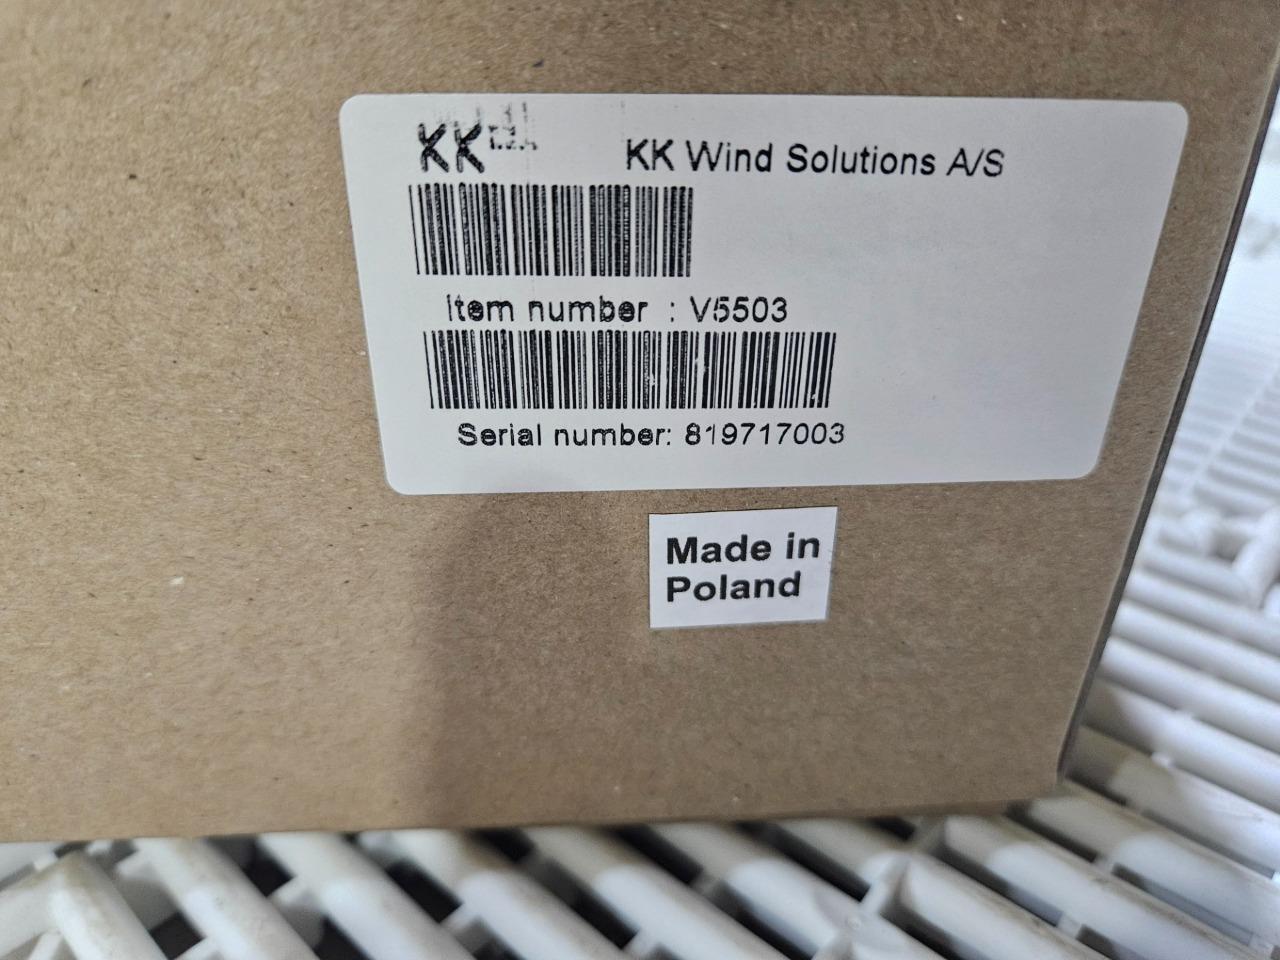 KK
KK Wind Solutions A/S
Item number : V5503
Serial number: 819717003
Made in
Poland